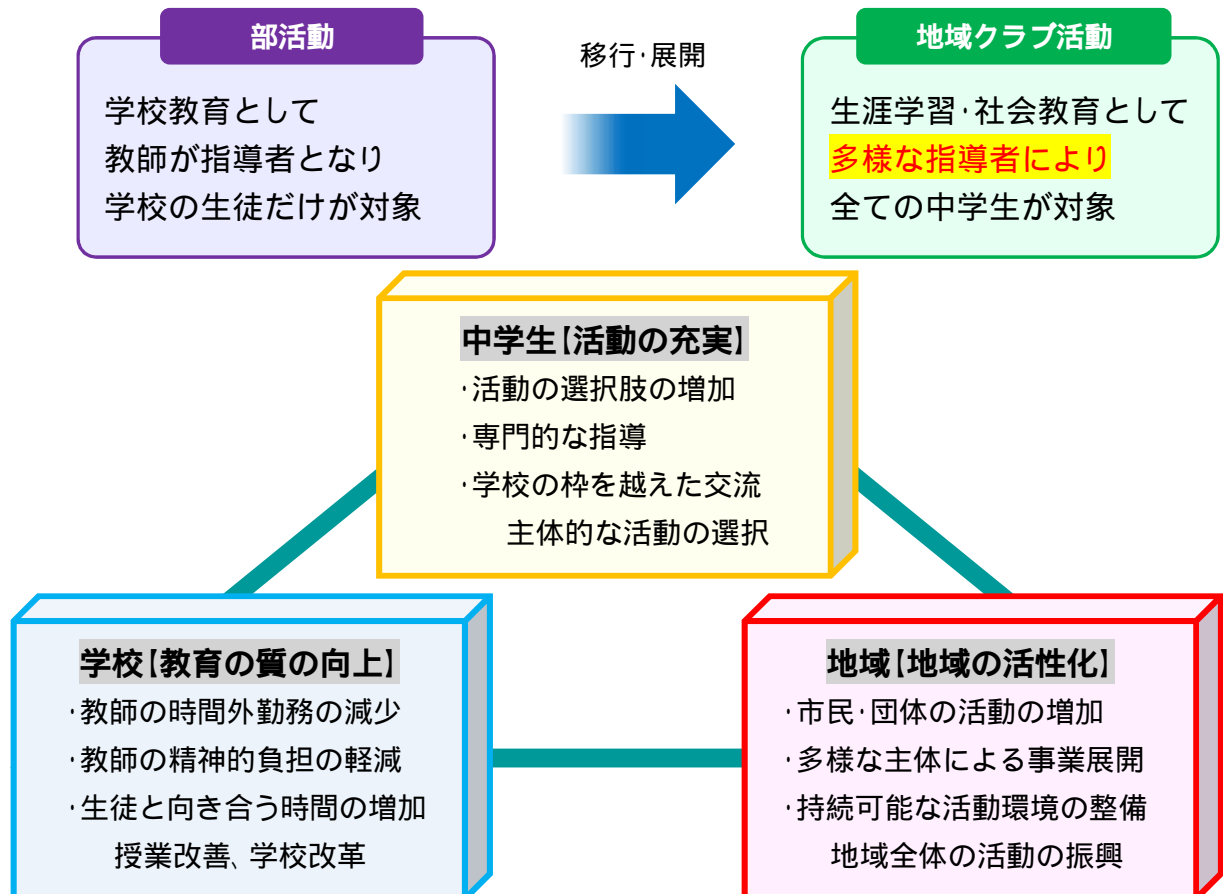 部活動
学校教育として
教師が指導者となり
学校の生徒だけが対象
移行・展開
地域クラブ活動
生涯学習・社会教育として
多様な指導者により
全ての中学生が対象
中学生【活動の充実】
・活動の選択肢の増加
・専門的な指導
・学校の枠を越えた交流
主体的な活動の選択
学校【教育の質の向上】
・教師の時間外勤務の減少
・教師の精神的負担の軽減
・生徒と向き合う時間の増加
授業改善、学校改革
地域【地域の活性化】
・市民・団体の活動の増加
・多様な主体による事業展開
・持続可能な活動環境の整備
地域全体の活動の振興